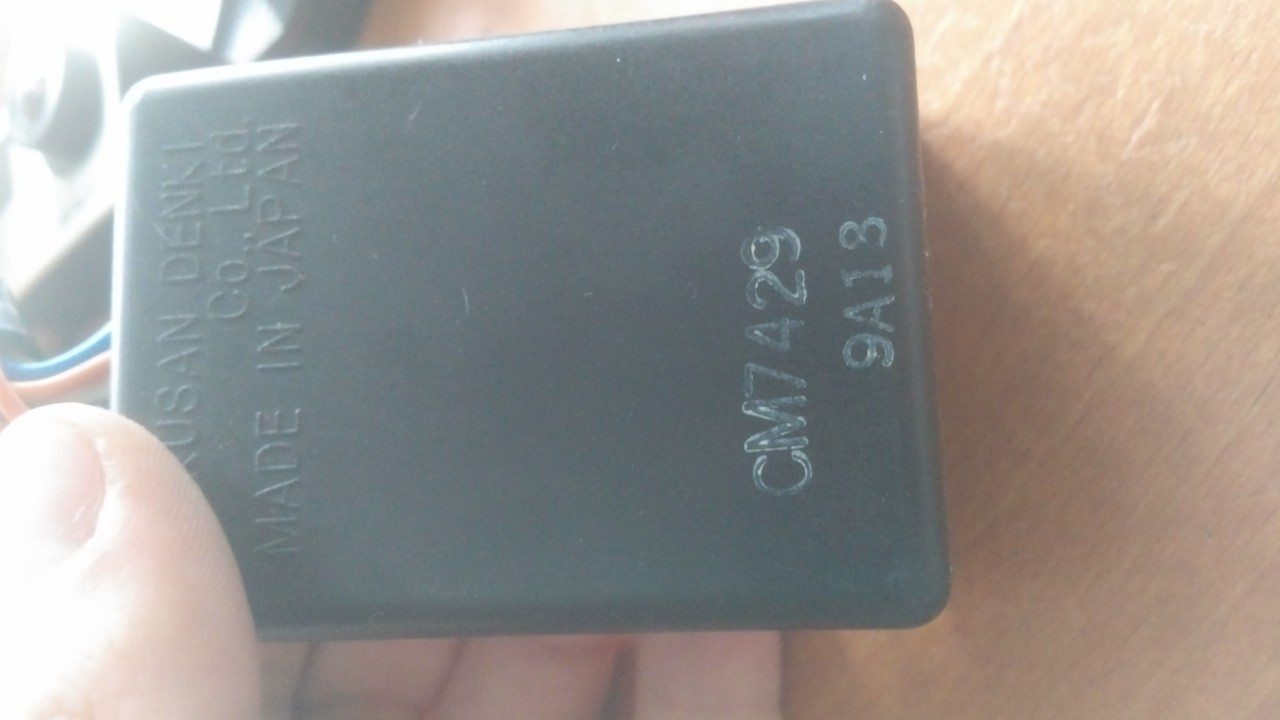 KUSAN DENKI
Co. Ltd.
MADE IN JAPAN
CM7429
9A13